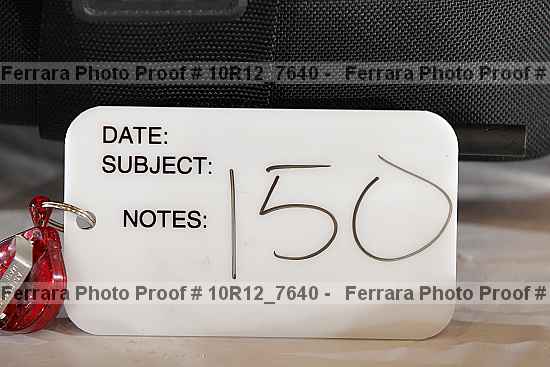 Ferrara Photo Proof # 10R12_7640 - Ferrara Photo Proof #
DATE:
SUBJECT:
150
NOTES:
Ferrara Photo Proof # 10R12_7640 - Ferrara Photo Proof #